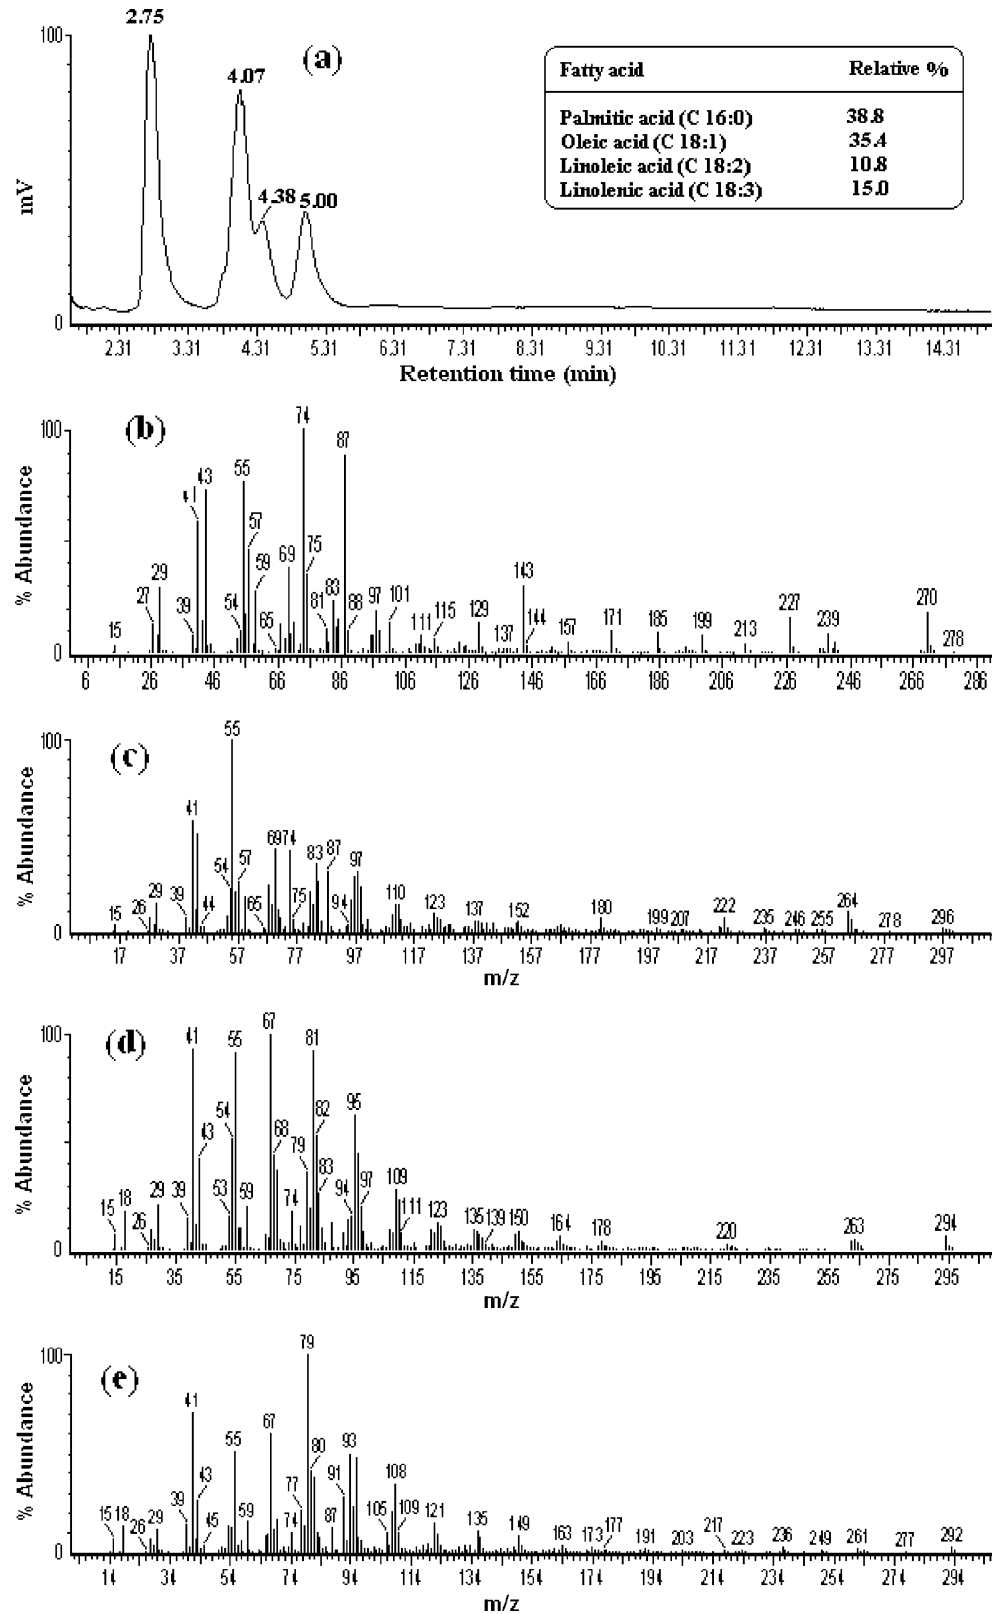 2.75
100
(a)
4.07
4.38
5.00
mV
0
Fatty acid Relative %
Palmitic acid (C 16:0) 38.8
Oleic acid (C 18:1) 35.4
Linoleic acid (C 18:2) 10.8
Linolenic acid (C 18:3) 15.0
2.31 3.31 4.31 5.31 6.31 7.31 8.31 9.31 10.31 11.31 12.31 13.31 14.31
Retention time (min)
(b)
% Abundance
100
0
15 27 29 39 41 43 54 55 57 59 65 69 74 75 81 83 87 88 97 101 111 115 129 137 143 144 157 171 185 199 213 227 239 270 278
6 26 46 66 86 106 126 146 166 186 206 226 246 266 286
(c)
% Abundance
100
0
15 26 29 39 41 44 54 55 57 65 69 74 75 83 87 94 97 110 123 137 152 180 199 207 222 235 246 255 264 278 296
17 37 57 77 97 117 137 157 177 197 217 237 257 277 297
m/z
(d)
% Abundance
100
0
15 18 26 29 39 41 43 53 54 55 59 67 68 74 79 81 82 83 94 95 97 109 111 123 135 139 150 164 178 220 263 294
15 35 55 75 95 115 135 155 175 195 215 235 255 275 295
m/z
(e)
% Abundance
100
0
15 18 26 29 39 41 43 45 55 59 67 74 77 79 80 87 91 93 105 108 109 121 135 149 163 173 177 191 203 217 223 236 249 261 277 292
14 34 54 74 94 114 134 154 174 194 214 234 254 274 294
m/z